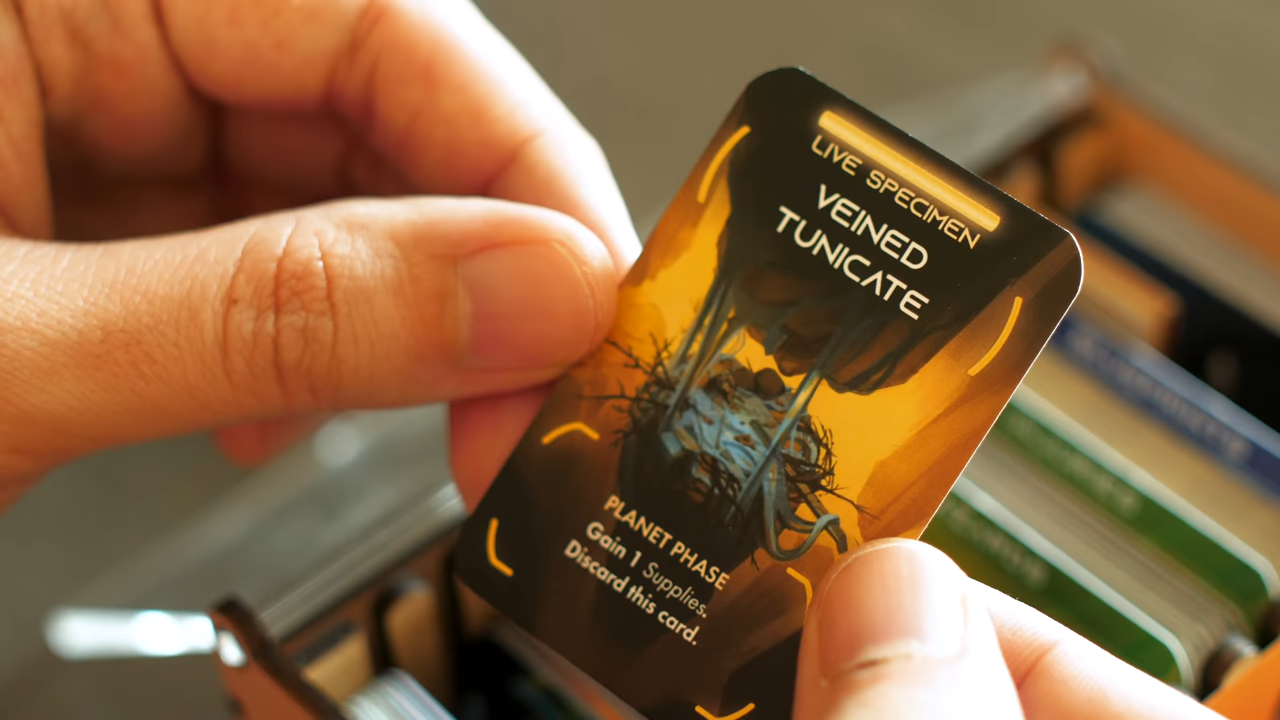 LIVE SPECIMEN
VEINED
TUNICATE
PLANET PHASE
Gain 1 Supplies.
Discard this card.